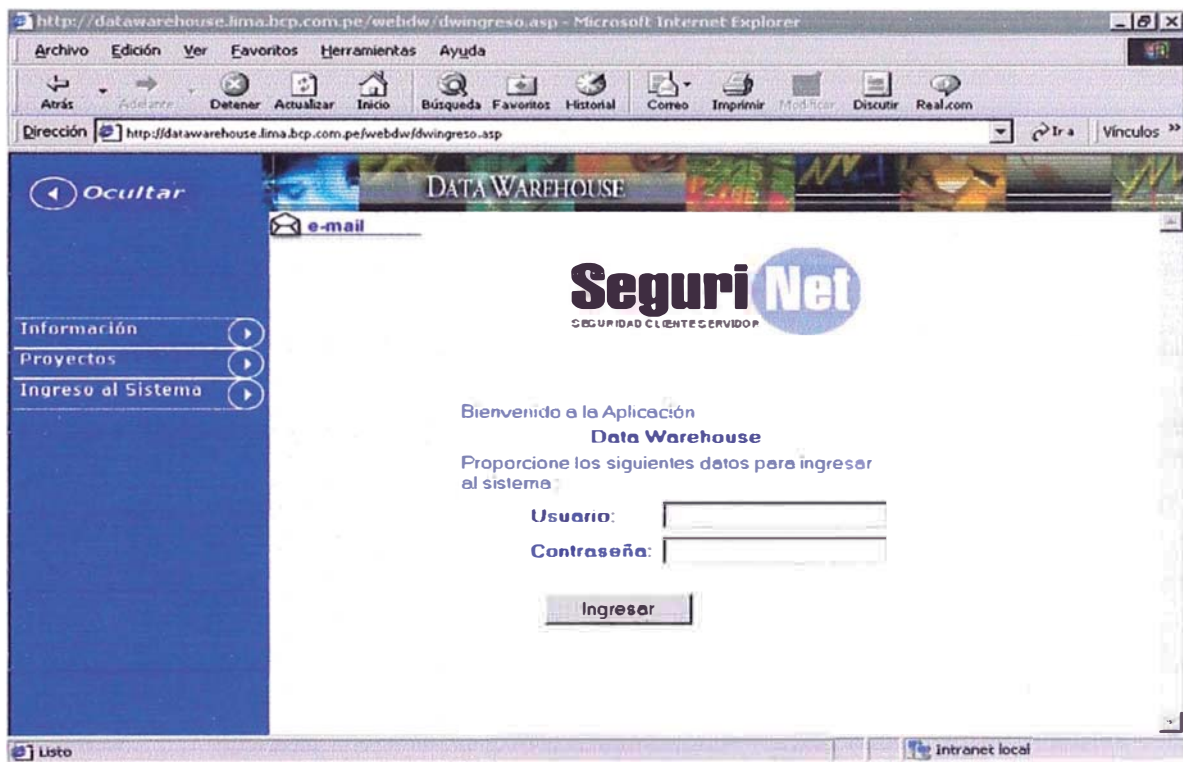 http://datawarehouse.lima.bcp.com.pe/webdw/dwingreso.asp - Microsoft Internet Explorer
Archivo Edición Ver Favoritos Herramientas Ayuda
Atrás Adelante Detener Actualizar Inicio Búsqueda Favoritos Historial Correo Imprimir Modificar Discutir Real.com
Dirección http://datawarehouse.lima.bcp.com.pe/webdw/dwingreso.asp Ir a Vínculos »
Ocultar
DATA WAREHOUSE
e-mail
Seguri Net
SEGURIDAD CLIENTE SERVIDOR
Información
Proyectos
Ingreso al Sistema
Bienvenido a la Aplicación
Data Warehouse
Proporcione los siguientes datos para ingresar
al sistema :
Usuario:
Contraseña:
Ingresar
Listo
Intranet local